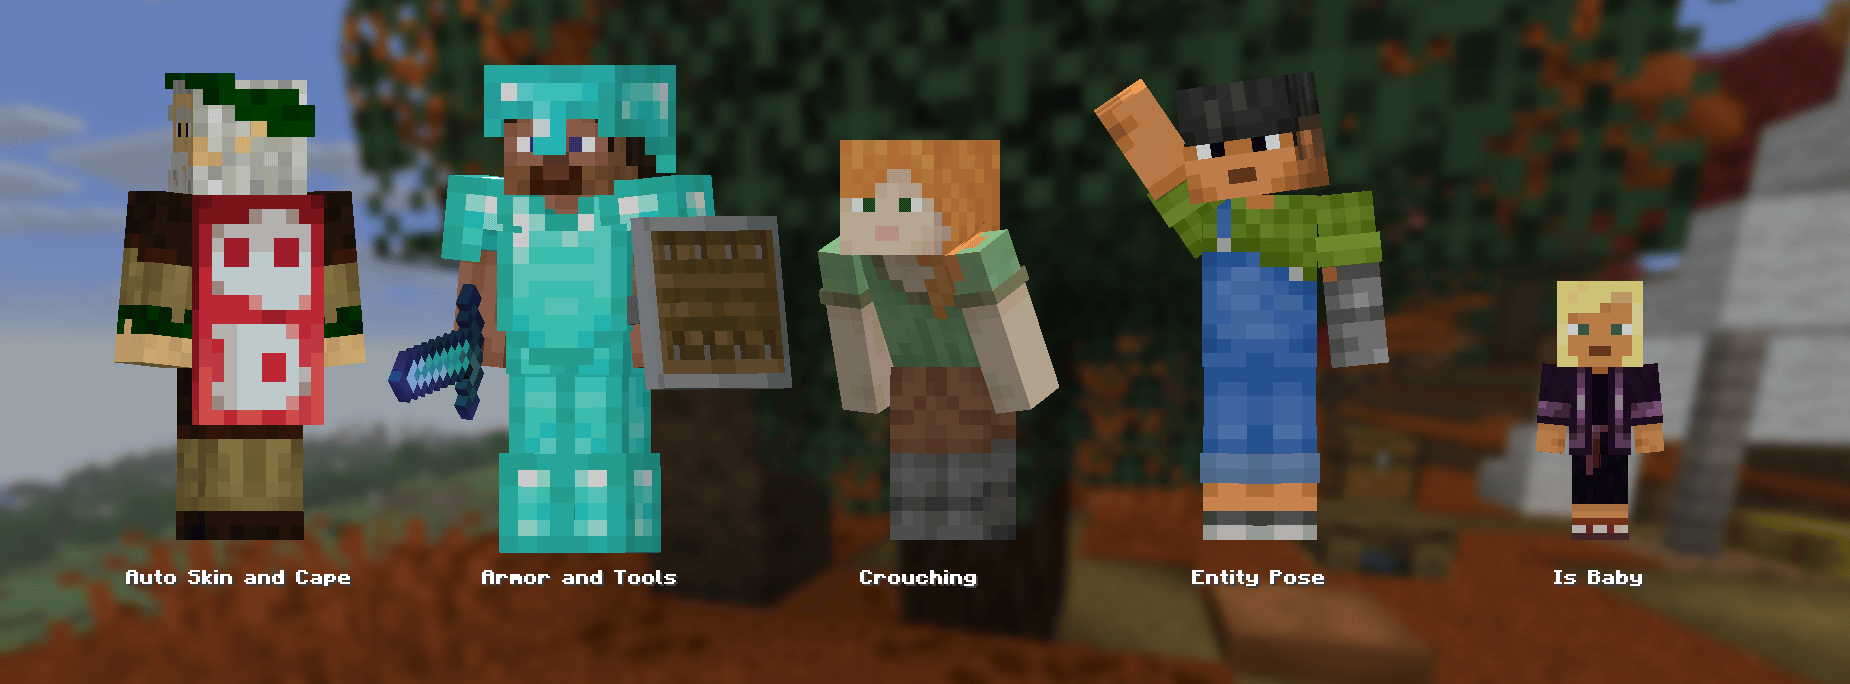 Auto Skin and Cape
Armor and Tools
Crouching
Entity Pose
Is Baby